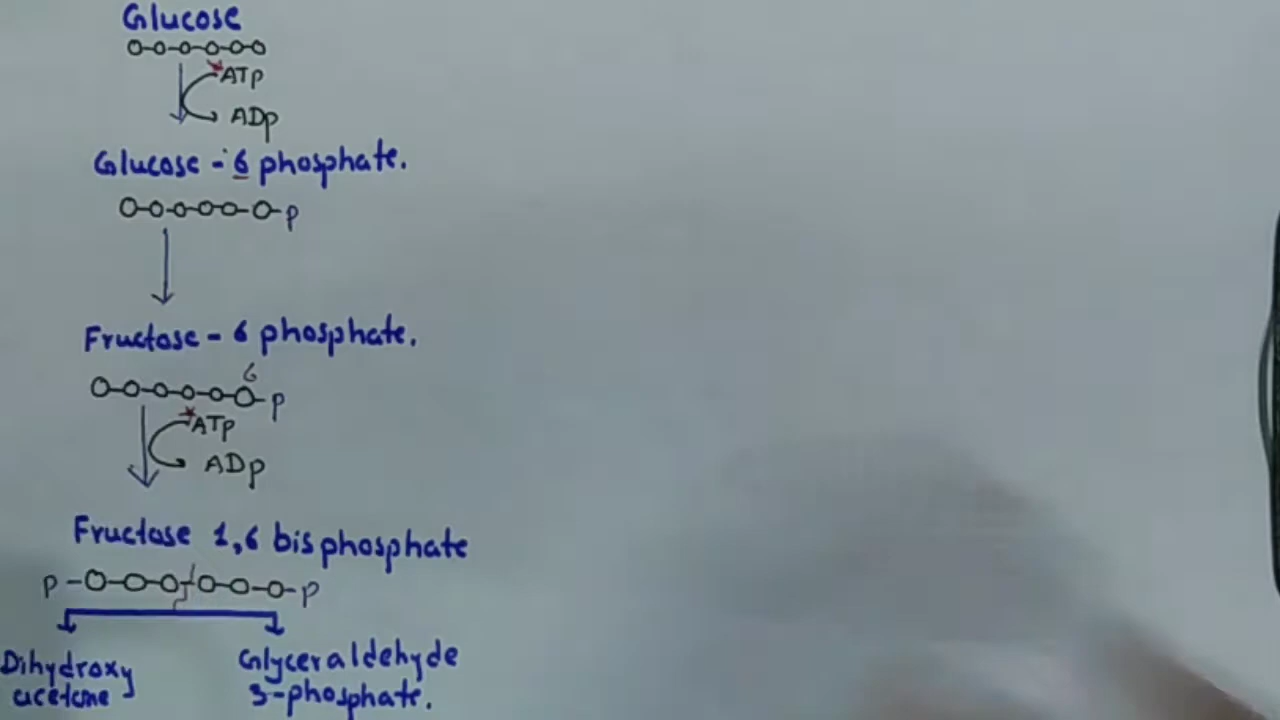 Glucose
ATP
ADP
Glucose - 6 phosphate.
P
Fructose - 6 phosphate.
6
P
ATP
ADP
Fructose 1,6 bisphosphate
P P
Dihydroxy
acetone
Glyceraldehyde
3-phosphate.